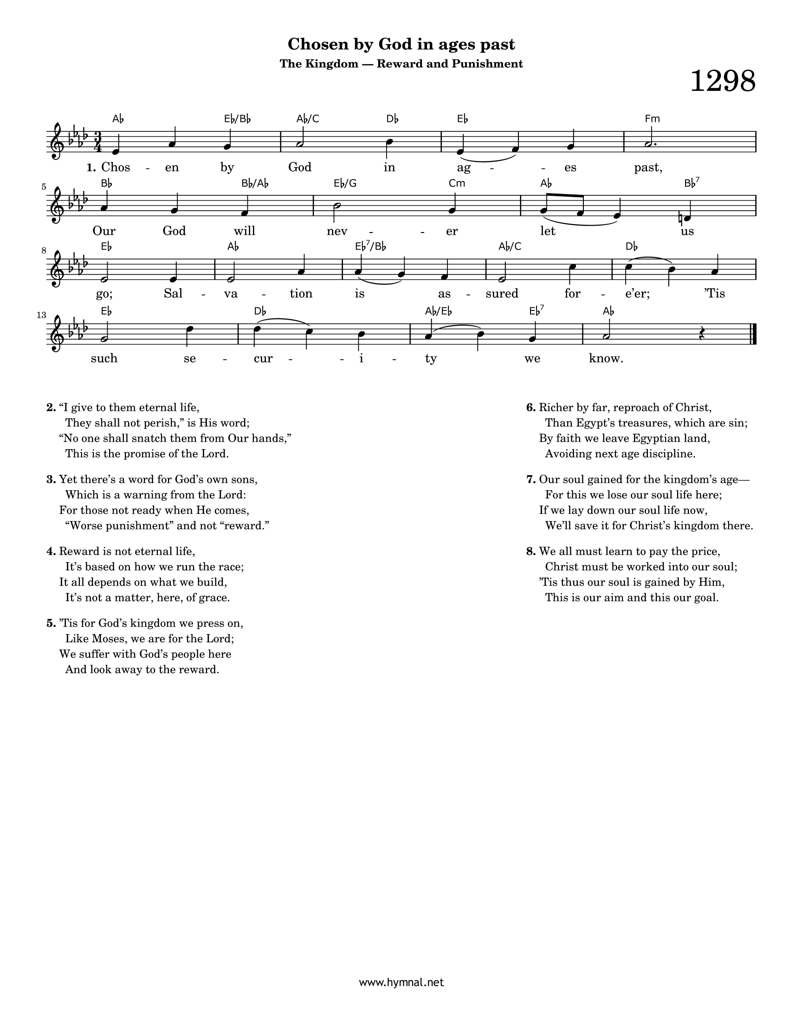 Chosen by God in ages past
The Kingdom — Reward and Punishment
1298
A♭ E♭/B♭ A♭/C D♭ E♭ Fm
1. Chos - en by God in ag - - es past,
5
B♭ B♭/A♭ E♭/G Cm A♭ B♭7
Our God will nev - - er let us
8
E♭ A♭ E♭7/B♭ A♭/C D♭
go; Sal - va - tion is as - sured for - e'er; ’Tis
13
E♭ D♭ A♭/E♭ E♭7 A♭
such se - cur - - i - ty we know.
2. “I give to them eternal life,
They shall not perish,” is His word;
“No one shall snatch them from Our hands,”
This is the promise of the Lord.
3. Yet there’s a word for God’s own sons,
Which is a warning from the Lord:
For those not ready when He comes,
“Worse punishment” and not “reward.”
4. Reward is not eternal life,
It’s based on how we run the race;
It all depends on what we build,
It’s not a matter, here, of grace.
5. ’Tis for God’s kingdom we press on,
Like Moses, we are for the Lord;
We suffer with God’s people here
And look away to the reward.
6. Richer by far, reproach of Christ,
Than Egypt’s treasures, which are sin;
By faith we leave Egyptian land,
Avoiding next age discipline.
7. Our soul gained for the kingdom’s age—
For this we lose our soul life here;
If we lay down our soul life now,
We’ll save it for Christ’s kingdom there.
8. We all must learn to pay the price,
Christ must be worked into our soul;
’Tis thus our soul is gained by Him,
This is our aim and this our goal.
www.hymnal.net